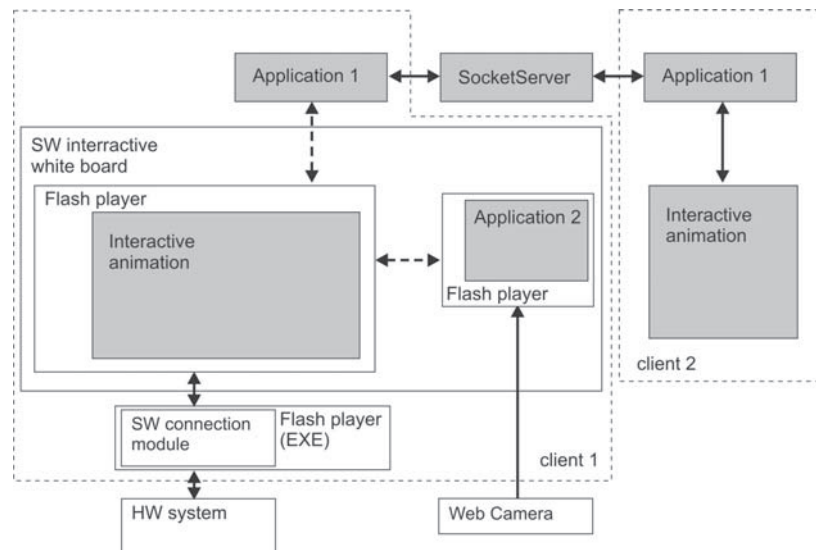 Application 1
SocketServer
Application 1
SW interractive
white board
Flash player
Interactive
animation
Application 2
Flash player
Interactive
animation
client 2
SW connection
module
Flash player
(EXE)
client 1
HW system
Web Camera